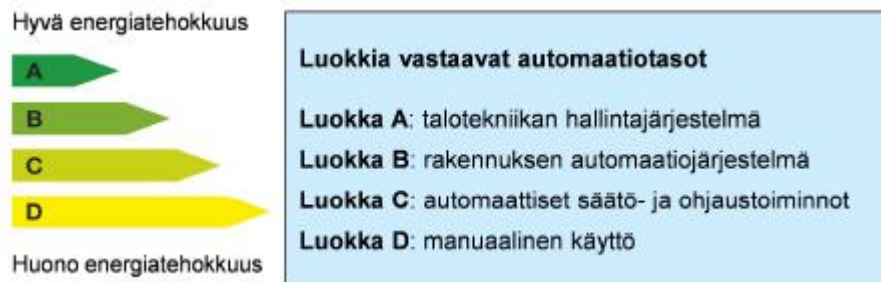 Hyvä energiatehokkuus
A
B
C
D
Huono energiatehokkuus
Luokkia vastaavat automaatiotasot
Luokka A: talotekniikan hallintajärjestelmä
Luokka B: rakennuksen automaatiojärjestelmä
Luokka C: automaattiset säätö- ja ohjaustoiminnot
Luokka D: manuaalinen käyttö